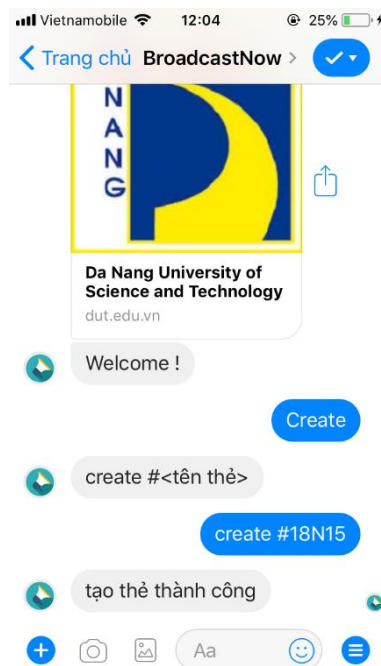 Vietnamobile 12:04 25%
Trang chủ BroadcastNow >
N
A
N
G
Da Nang University of
Science and Technology
dut.edu.vn
Welcome !
Create
create #<tên thẻ>
create #18N15
tạo thẻ thành công
Aa